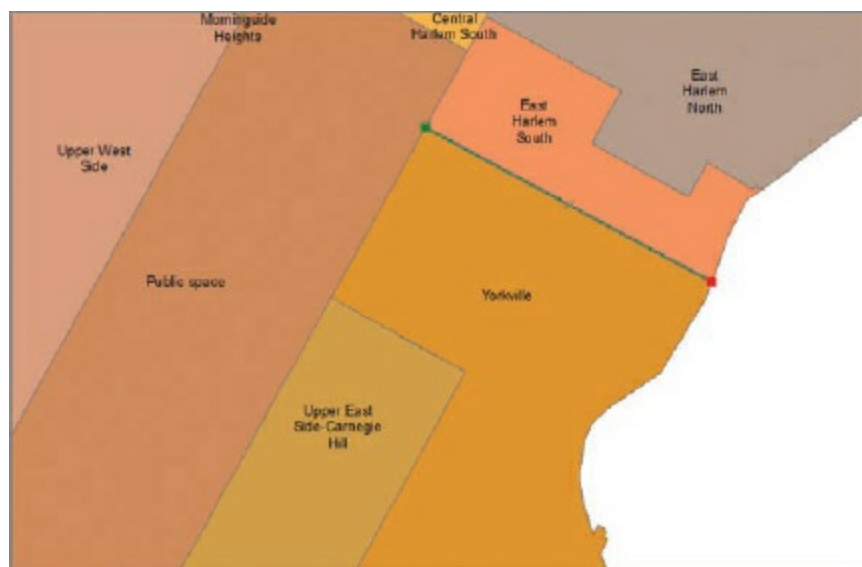 Morningside
Heights
Central
Harlem South
East
Harlem
North
East
Harlem
South
Upper West
Side
Public space
Yorkville
Upper East
Side-Carnegie
Hill